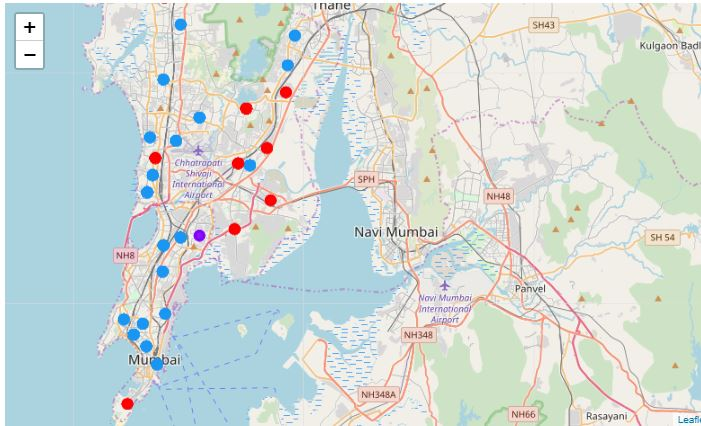 +
−
Thane
SH43
Kulgaon Badl
Chhatrapati
Shivaji
International
Airport
SPH
NH48
Navi Mumbai
SH 54
NH8
Panvel
Navi Mumbai
International
Airport
NH348
Mumbai
NH348A
NH66
Rasayani
Leafle